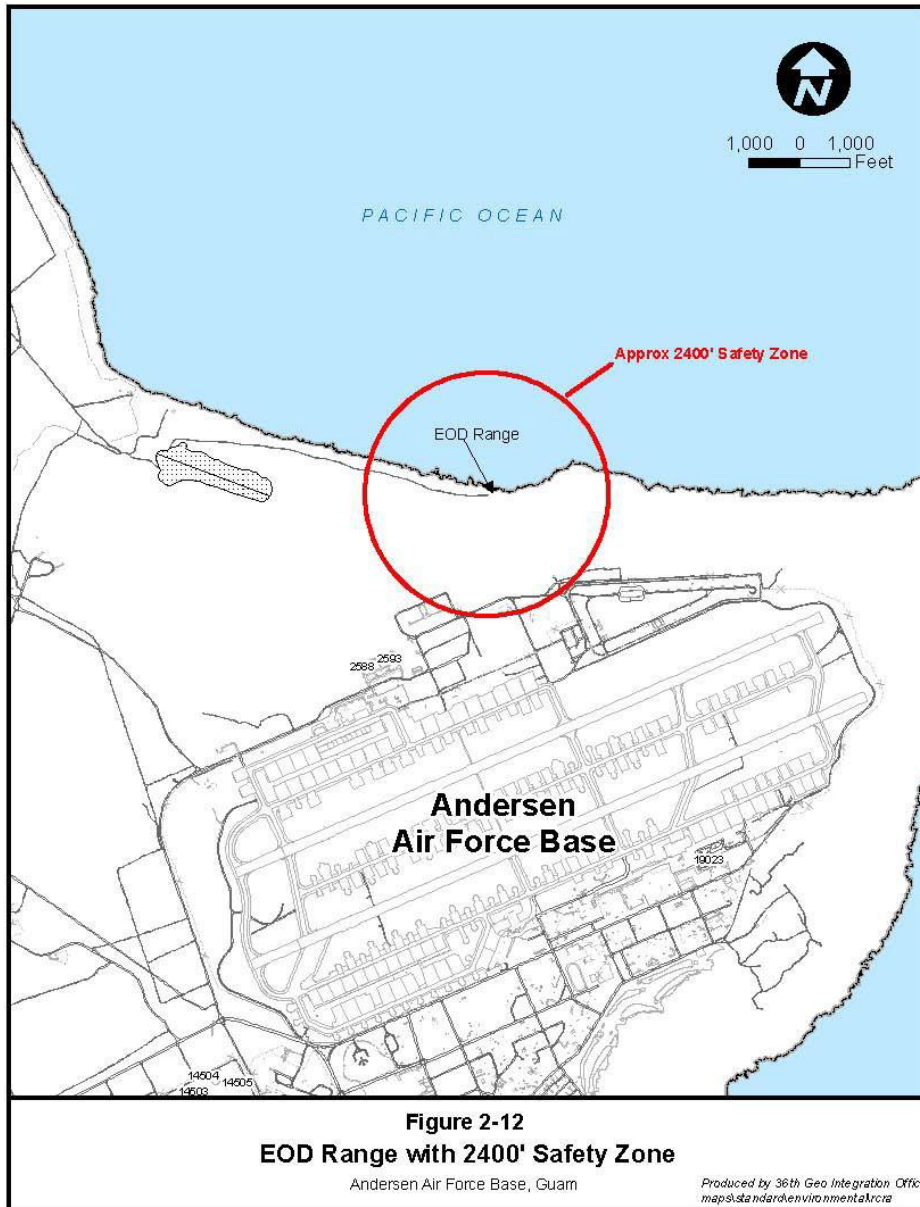 N
1,000 0 1,000
Feet
PACIFIC OCEAN
Approx 2400' Safety Zone
EOD Range
2593
2588
Andersen
Air Force Base
19023
14504
14505
14503
Figure 2-12
EOD Range with 2400' Safety Zone
Andersen Air Force Base, Guam
Produced by 36th Geo Integration Offic
maps\standard\environmental\rcra